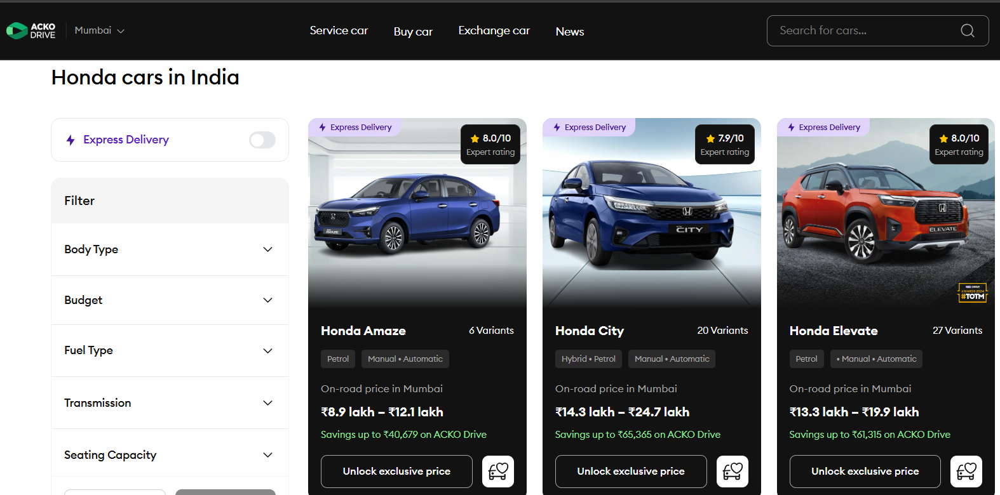 ACKO
DRIVE
Mumbai
Service car
Buy car
Exchange car
News
Search for cars...
Honda cars in India
Express Delivery
Filter
Body Type
Budget
Fuel Type
Transmission
Seating Capacity
Express Delivery
8.0/10
Expert rating
AMAZE
Honda Amaze
6 Variants
Petrol
Manual • Automatic
On-road price in Mumbai
₹8.9 lakh – ₹12.1 lakh
Savings up to ₹40,679 on ACKO Drive
Unlock exclusive price
Express Delivery
7.9/10
Expert rating
CITY
Honda City
20 Variants
Hybrid • Petrol
Manual • Automatic
On-road price in Mumbai
₹14.3 lakh – ₹24.7 lakh
Savings up to ₹65,365 on ACKO Drive
Unlock exclusive price
Express Delivery
8.0/10
Expert rating
ELEVATE
AWARDS 2024
#TOTM
Honda Elevate
27 Variants
Petrol
• Manual • Automatic
On-road price in Mumbai
₹13.3 lakh – ₹19.9 lakh
Savings up to ₹61,315 on ACKO Drive
Unlock exclusive price